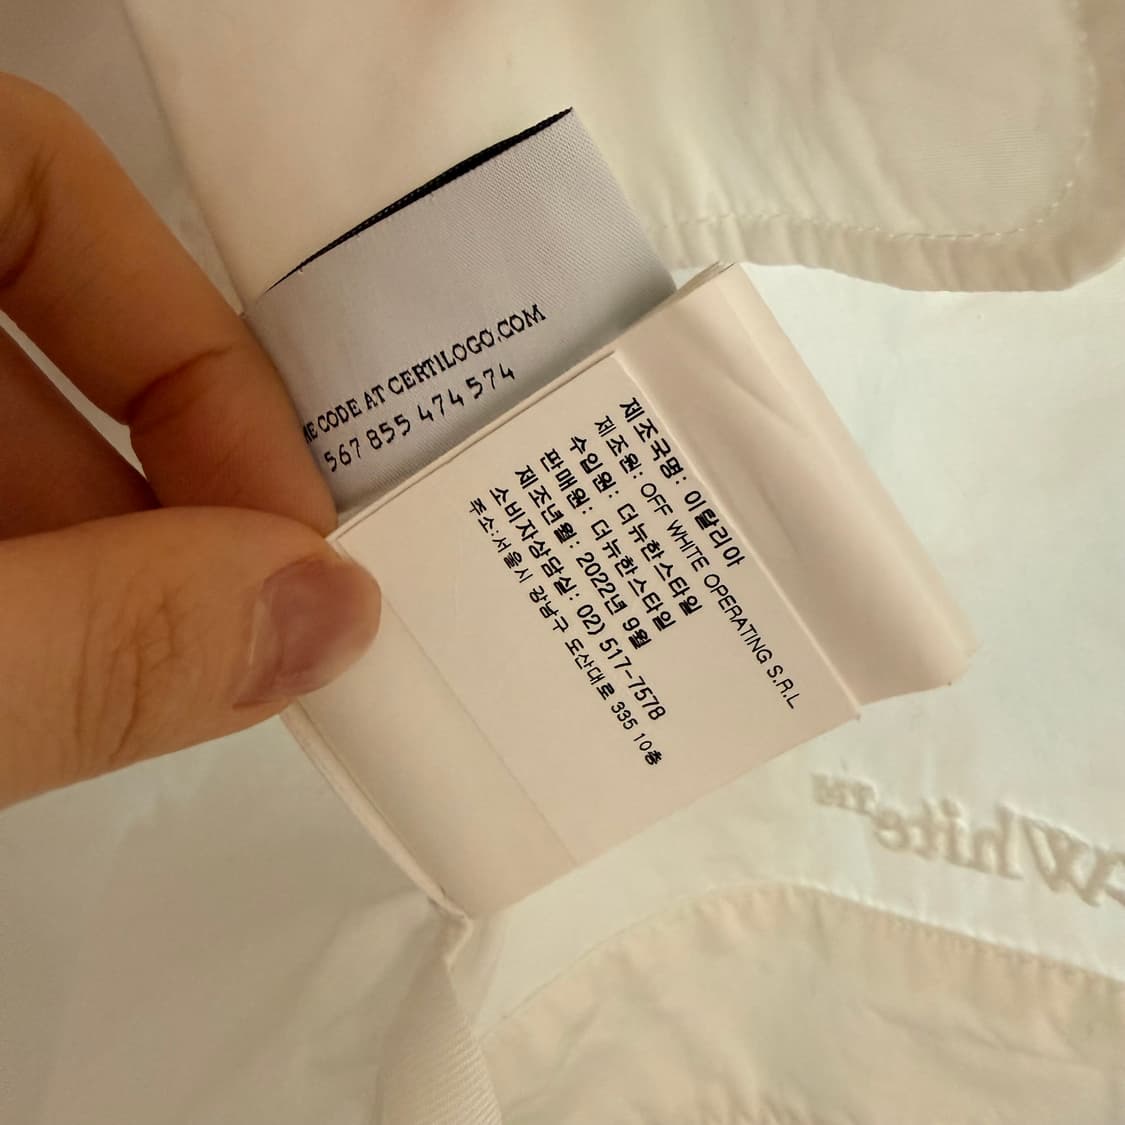 ME CODE AT CERTILOGO.COM
567 855 474 574
제조국명: 이탈리아
제조원: OFF WHITE OPERATING S.R.L
수입원: 더뉴한스타일
판매원: 더뉴한스타일
제조년월: 2022년 9월
소비자상담실: 02) 517-7578
주소:서울시 강남구 도산대로 335 10층
White™